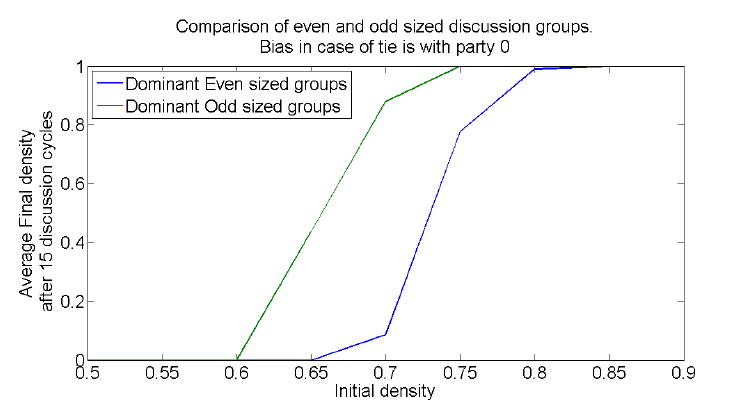 Comparison of even and odd sized discussion groups.
Bias in case of tie is with party 0
Dominant Even sized groups
Dominant Odd sized groups
Average Final density
after 15 discussion cycles
1
0.8
0.6
0.4
0.2
0
0.5 0.55 0.6 0.65 0.7 0.75 0.8 0.85 0.9
Initial density